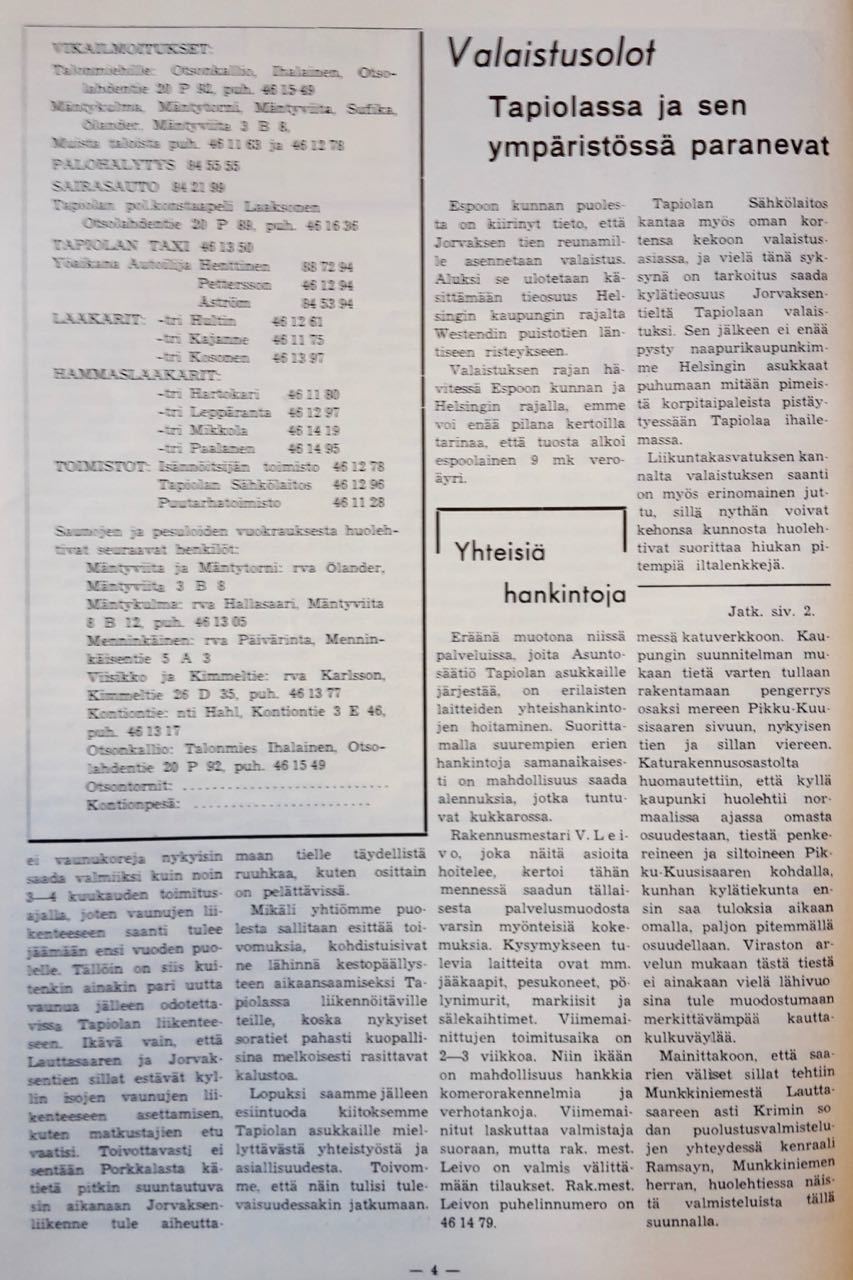 VIKAILMOITUKSET:
Talonmiehille: Otsonkallio, Ihalainen, Otso-
lahdentie 20 P 92, puh. 46 15 49
Mäntykulma, Mäntytorni, Mäntyviita, Sufika,
Ölander, Mäntyviita 3 B 8,
Muista taloista puh. 46 11 63 ja 46 12 78
PALOHÄLYTYS 84 55 55
SAIRASAUTO 84 21 99
Tapiolan pol.konstaapeli Laaksonen
Otsolahdentie 20 P 89, puh. 46 16 36
TAPIOLAN TAXI 46 13 50
Yöaikana Autoilija Henttinen 88 72 94
Pettersson 46 12 94
Åström 84 53 94
LÄÄKÄRIT: -tri Hultin 46 12 61
-tri Kajanne 46 11 75
-tri Kosonen 46 13 97
HAMMASLÄÄKÄRIT:
-tri Hartokari 46 11 80
-tri Leppäranta 46 12 97
-tri Mikkola 46 14 19
-tri Paalanen 46 14 95
TOIMISTOT: Isännöitsijän toimisto 46 12 78
Tapiolan Sähkölaitos 46 12 96
Puutarhatoimisto 46 11 28
Saunojen ja pesuloiden vuokrauksesta huoleh-
tivat seuraavat henkilöt:
Mäntyviita ja Mäntytorni: rva Ölander,
Mäntyviita 3 B 8
Mäntykulma: rva Hallasaari, Mäntyviita
8 B 12, puh. 46 13 05
Menninkäinen: rva Päivärinta, Mennin-
käisentie 5 A 3
Viisikko ja Kimmeltie: rva Karlsson,
Kimmeltie 26 D 35, puh. 46 13 77
Kontiontie: nti Hahl, Kontiontie 3 E 46,
puh. 46 13 17
Otsonkallio: Talonmies Ihalainen, Otso-
lahdentie 20 P 92, puh. 46 15 49
Otsontornit: ............................
Kontionpesä: ........................
ei vaunukoreja nykyisin
saada valmiiksi kuin noin
3—4 kuukauden toimitus-
ajalla, joten vaunujen lii-
kenteeseen saanti tulee
jäämään ensi vuoden puo-
lelle. Tällöin on siis kui-
tenkin ainakin pari uutta
vaunua jälleen odotetta-
vissa Tapiolan liikentee-
seen. Ikävä vain, että
Lauttasaaren ja Jorvak-
sentien sillat estävät kyl-
lin isojen vaunujen lii-
kenteeseen asettamisen,
kuten matkustajien etu
vaatisi. Toivottavasti ei
sentään Porkkalasta kä-
tietä pitkin suuntautuva
sin aikanaan Jorvaksen-
liikenne tule aiheutta-
maan tielle täydellistä
ruuhkaa, kuten osittain
on pelättävissä.
Mikäli yhtiömme puo-
lesta sallitaan esittää toi-
vomuksia, kohdistuisivat
ne lähinnä kestopäällys-
teen aikaansaamiseksi Ta-
piolassa liikennöitäville
teille, koska nykyiset
soratiet pahasti kuopalli-
sina melkoisesti rasittavat
kalustoa.
Lopuksi saamme jälleen
esiintuoda kiitoksemme
Tapiolan asukkaille miel-
lyttävästä yhteistyöstä ja
asiallisuudesta. Toivom-
me, että näin tulisi tule-
vaisuudessakin jatkumaan.
Valaistusolot
Tapiolassa ja sen
ympäristössä paranevat
Espoon kunnan puoles-
ta on kiirinyt tieto, että
Jorvaksen tien reunamil-
le asennetaan valaistus.
Aluksi se ulotetaan kä-
sittämään tieosuus Hel-
singin kaupungin rajalta
Westendin puistotien län-
tiseen risteykseen.
Valaistuksen rajan hä-
vitessä Espoon kunnan ja
Helsingin rajalla, emme
voi enää pilana kertoilla
tarinaa, että tuosta alkoi
espoolainen 9 mk vero-
äyri.
Tapiolan Sähkölaitos
kantaa myös oman kor-
tensa kekoon valaistus-
asiassa, ja vielä tänä syk-
synä on tarkoitus saada
kylätieosuus Jorvaksen-
tieltä Tapiolaan valais-
tuksi. Sen jälkeen ei enää
pysty naapurikaupunkim-
me Helsingin asukkaat
puhumaan mitään pimeis-
tä korpitaipaleista pistäy-
tyessään Tapiolaa ihaile-
massa.
Liikuntakasvatuksen kan-
nalta valaistuksen saanti
on myös erinomainen jut-
tu, sillä nythän voivat
kehonsa kunnosta huoleh-
tivat suorittaa hiukan pi-
tempiä iltalenkkejä.
Yhteisiä
hankintoja
Eräänä muotona niissä
palveluissa, joita Asunto-
säätiö Tapiolan asukkaille
järjestää, on erilaisten
laitteiden yhteishankinto-
jen hoitaminen. Suoritta-
malla suurempien erien
hankintoja samanaikaises-
ti on mahdollisuus saada
alennuksia, jotka tuntu-
vat kukkarossa.
Rakennusmestari V. L e i-
v o, joka näitä asioita
hoitelee, kertoi tähän
mennessä saadun tällai-
sesta palvelusmuodosta
varsin myönteisiä koke-
muksia. Kysymykseen tu-
levia laitteita ovat mm.
jääkaapit, pesukoneet, pö-
lynimurit, markiisit ja
sälekaihtimet. Viimemai-
nittujen toimitusaika on
2—3 viikkoa. Niin ikään
on mahdollisuus hankkia
komerorakennelmia ja
verhotankoja. Viimemai-
nitut laskuttaa valmistaja
suoraan, mutta rak. mest.
Leivo on valmis välittä-
mään tilaukset. Rak.mest.
Leivon puhelinnumero on
46 14 79.
Jatk. siv. 2.
messä katuverkkoon. Kau-
pungin suunnitelman mu-
kaan tietä varten tullaan
rakentamaan pengerrys
osaksi mereen Pikku-Kuu-
sisaaren sivuun, nykyisen
tien ja sillan viereen.
Katurakennusosastolta
huomautettiin, että kyllä
kaupunki huolehtii nor-
maalissa ajassa omasta
osuudestaan, tiestä penke-
reineen ja siltoineen Pik-
ku-Kuusisaaren kohdalla,
kunhan kylätiekunta en-
sin saa tuloksia aikaan
omalla, paljon pitemmällä
osuudellaan. Viraston ar-
velun mukaan tästä tiestä
ei ainakaan vielä lähivuo
sina tule muodostumaan
merkittävämpää kautta-
kulkuväylää.
Mainittakoon, että saa-
rien väliset sillat tehtiin
Munkkiniemestä Lautta-
saareen asti Krimin so
dan puolustusvalmistelu-
jen yhteydessä kenraali
Ramsayn, Munkkiniemen
herran, huolehtiessa näis-
tä valmisteluista tällä
suunnalla.
— 4 —